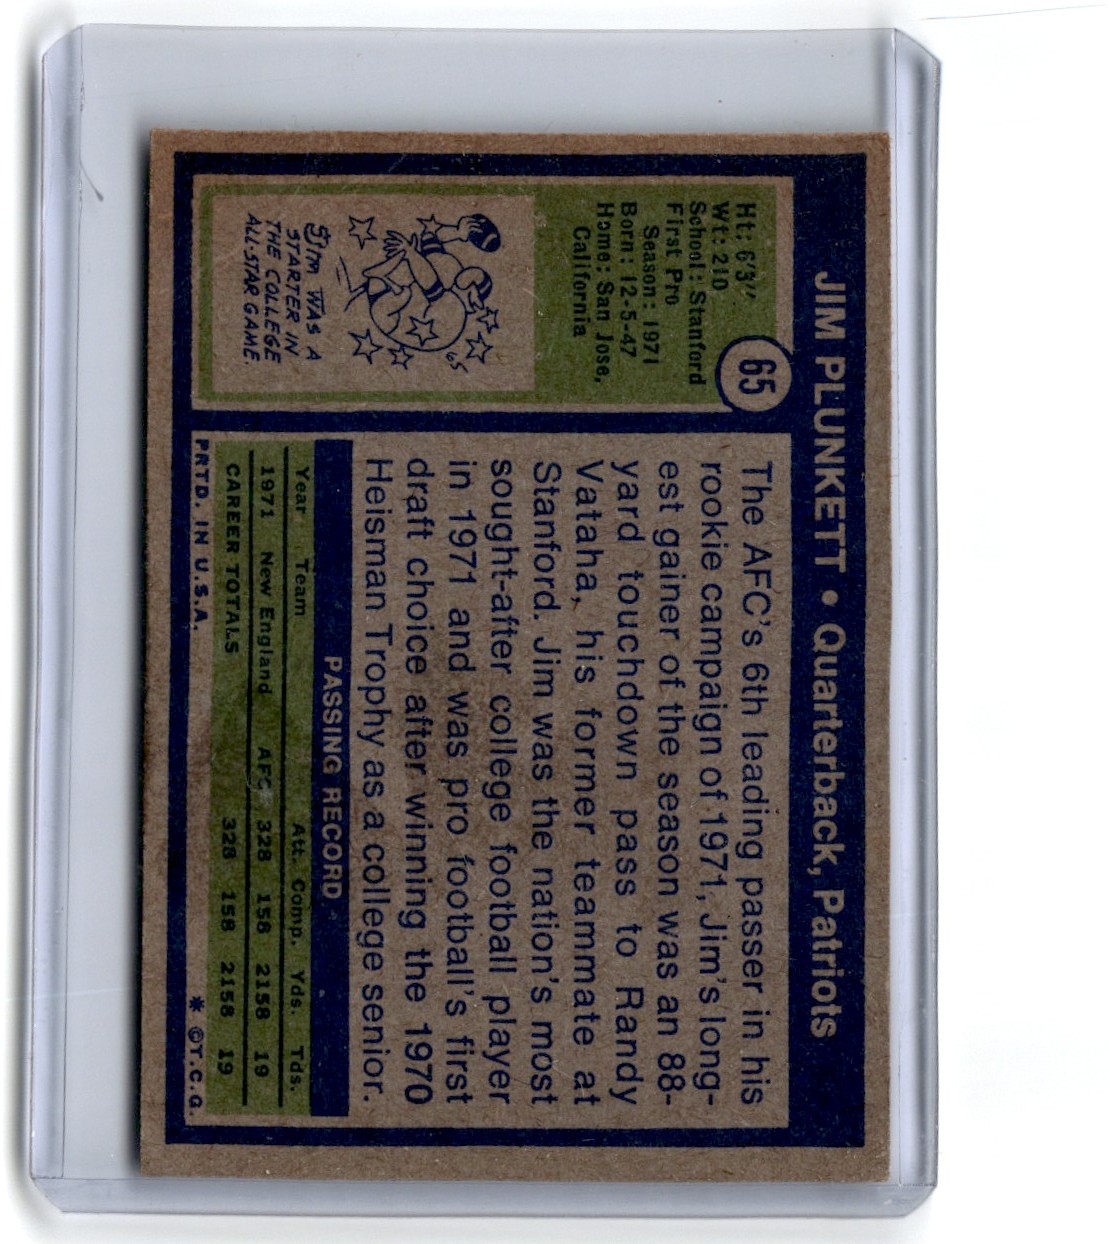 JIM PLUNKETT • Quarterback, Patriots
65
Ht: 6'3"
Wt: 210
School: Stanford
First Pro
Season: 1971
Born: 12-5-47
Home: San Jose,
California
'65
JIM WAS A
STARTER IN
THE COLLEGE
ALL-STAR GAME.
The AFC's 6th leading passer in his
rookie campaign of 1971, Jim's long-
est gainer of the season was an 88-
yard touchdown pass to Randy
Vataha, his former teammate at
Stanford. Jim was the nation's most
sought-after college football player
in 1971 and was pro football's first
draft choice after winning the 1970
Heisman Trophy as a college senior.
PASSING RECORD
Year Team Att. Comp. Yds. Tds.
1971 New England AFC 328 158 2158 19
CAREER TOTALS 328 158 2158 19
PRTD. IN U.S.A. * ©T.C.G.